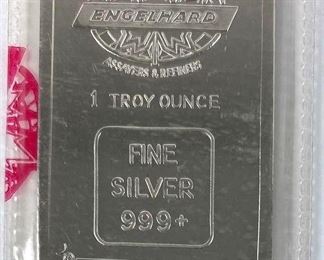 ENGELHARD
ASSAYERS & REFINERS
1 TROY OUNCE
FINE
SILVER
999+